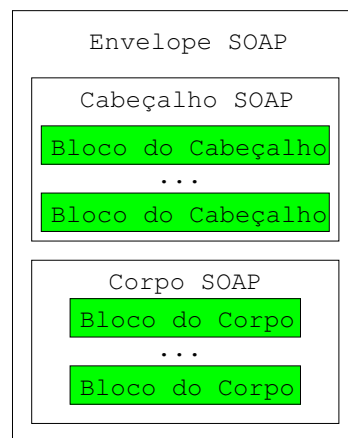 Envelope SOAP
Cabeçalho SOAP
Bloco do Cabeçalho
...
Bloco do Cabeçalho
Corpo SOAP
Bloco do Corpo
...
Bloco do Corpo